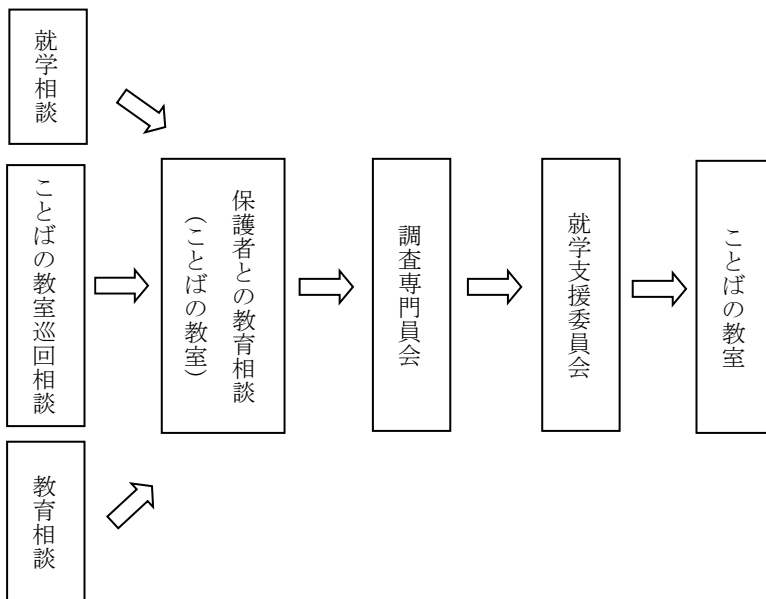 就学相談
ことばの教室巡回相談
教育相談
保護者との教育相談
(ことばの教室)
調査専門員会
就学支援委員会
ことばの教室